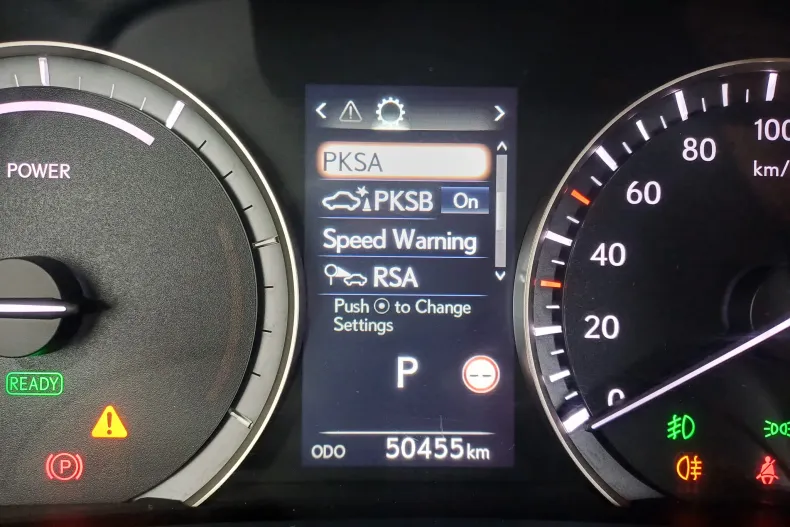 POWER
READY
P
PKSA
PKSB On
Speed Warning
RSA
Push to Change
Settings
P
--
ODO 50455km
100
80
km/
60
40
20
0